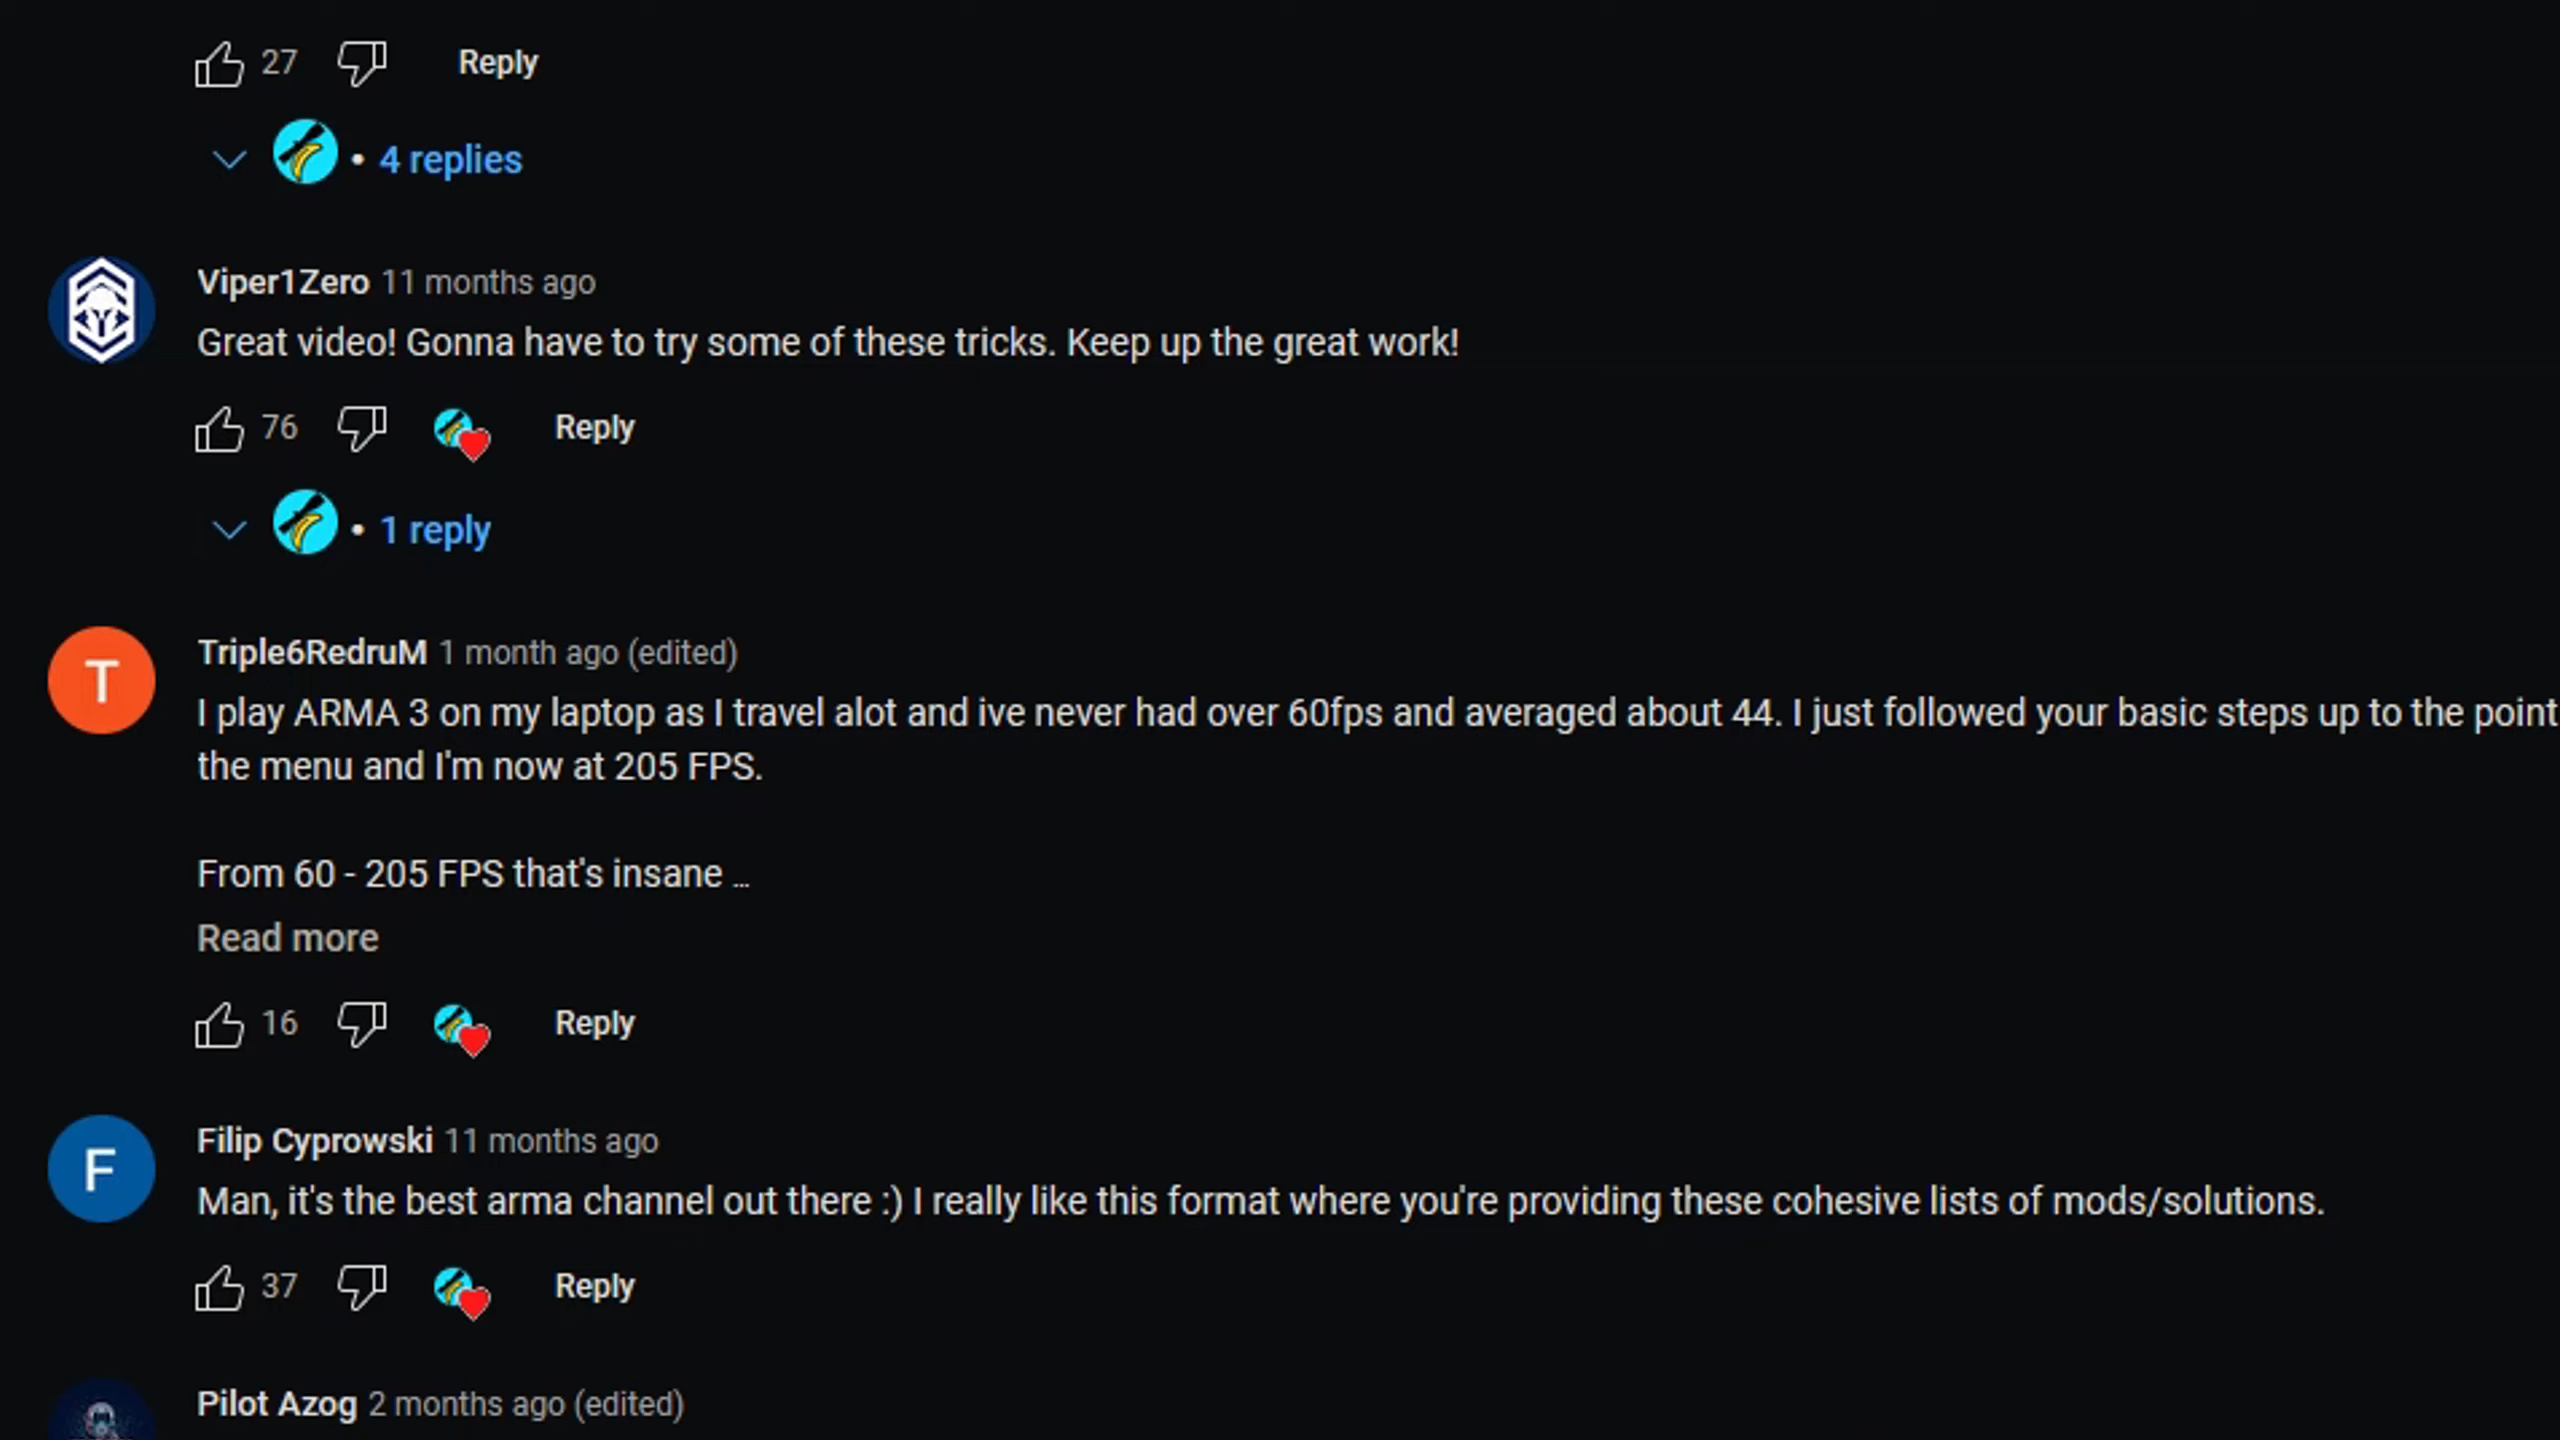 27 Reply
• 4 replies
Viper1Zero 11 months ago
Great video! Gonna have to try some of these tricks. Keep up the great work!
76 Reply
• 1 reply
T
Triple6RedruM 1 month ago (edited)
I play ARMA 3 on my laptop as I travel alot and ive never had over 60fps and averaged about 44. I just followed your basic steps up to the point
the menu and I'm now at 205 FPS.
From 60 - 205 FPS that's insane ...
Read more
16 Reply
F
Filip Cyprowski 11 months ago
Man, it's the best arma channel out there :) I really like this format where you're providing these cohesive lists of mods/solutions.
37 Reply
Pilot Azog 2 months ago (edited)